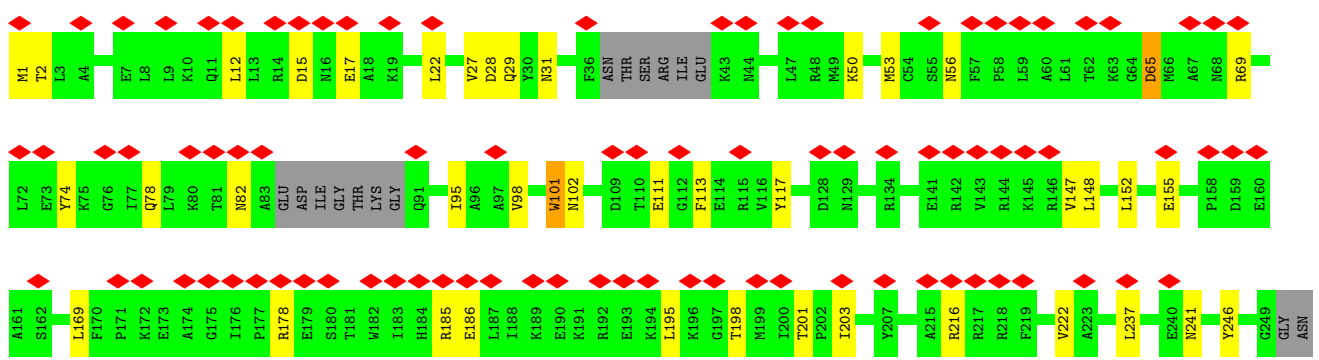 M1 T2 L3 A4 E7 L8 L9 K10 Q11 L12 L13 R14 D15 N16 E17 A18 K19 L22 V27 D28 Q29 Y30 N31 F36 ASN THR SER ARG ILE GLU K43 N44 L47 R48 M49 K50 M53 C54 S55 N56 F57 P58 L59 A60 L61 T62 K63 G64 D65 M66 A67 N68 R69
L72 E73 Y74 K75 G76 I77 Q78 L79 K80 T81 N82 A83 GLU ASP ILE GLY THR LYS GLY Q91 I95 A96 A97 V98 W101 N102 D109 T110 E111 G112 F113 E114 R115 V116 Y117 D128 N129 R134 E141 R142 V143 R144 K145 R146 V147 L148 L152 E155 P158 D159 E160
A161 S162 L169 F170 P171 K172 E173 A174 G175 I176 P177 R178 E179 S180 T181 W182 I183 H184 R185 E186 L187 I188 K189 E190 K191 R192 E193 K194 L195 K196 G197 T198 M199 I200 T201 P202 I203 Y207 A215 R216 R217 R218 F219 V222 A223 L237 E240 N241 Y246 G249 GLY ASN